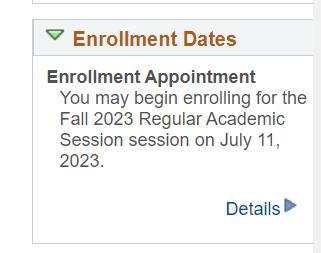 Enrollment Dates
Enrollment Appointment
You may begin enrolling for the
Fall 2023 Regular Academic
Session session on July 11,
2023.
Details